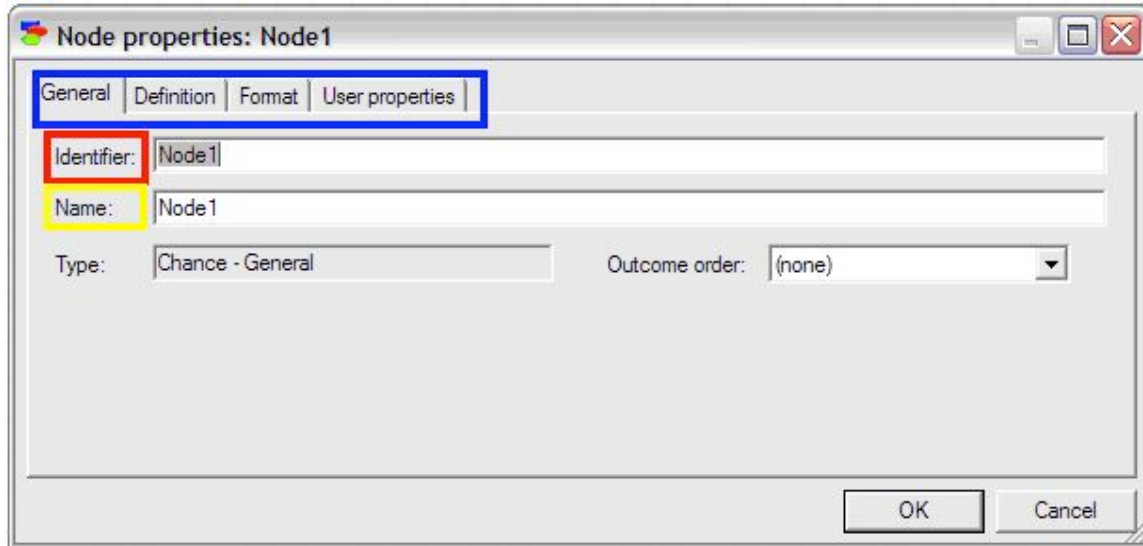 Node properties: Node1
General Definition Format User properties
Identifier: Node1
Name: Node1
Type: Chance - General Outcome order: (none)
OK Cancel